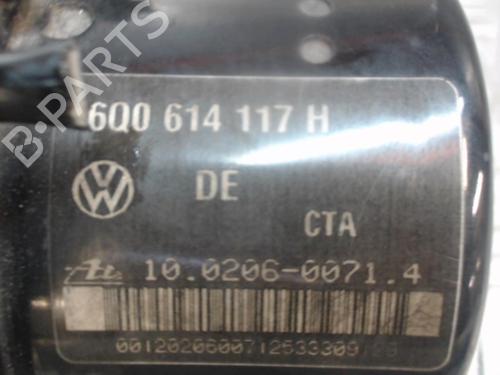 B-PARTS
6Q0 614 117 H
DE
CTA
10.0206-0071.4